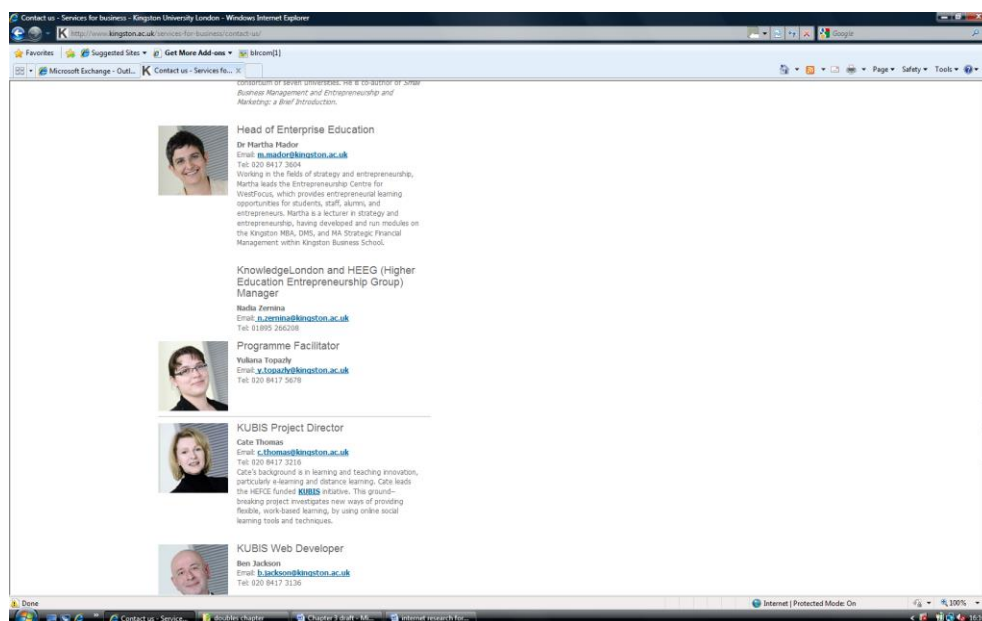 Contact us - Services for business - Kingston University London - Windows Internet Explorer
http://www.kingston.ac.uk/services-for-business/contact-us/
Google
Favorites Suggested Sites Get More Add-ons blrcom[1]
Microsoft Exchange - Outl... Contact us - Services fo... X
Page Safety Tools
consortium of seven universities. He is co-author of Small
Business Management and Entrepreneurship and
Marketing: a Brief Introduction.
Head of Enterprise Education
Dr Martha Mador
Email: m.mador@kingston.ac.uk
Tel: 020 8417 3604
Working in the fields of strategy and entrepreneurship,
Martha leads the Entrepreneurship Centre for
WestFocus, which provides entrepreneurial learning
opportunities for students, staff, alumni, and
entrepreneurs. Martha is a lecturer in strategy and
entrepreneurship, having developed and run modules on
the Kingston MBA, DMS, and MA Strategic Financial
Management within Kingston Business School.
KnowledgeLondon and HEEG (Higher
Education Entrepreneurship Group)
Manager
Nadia Zernina
Email: n.zernina@kingston.ac.uk
Tel: 01895 266208
Programme Facilitator
Yuliana Topazly
Email: y.topazly@kingston.ac.uk
Tel: 020 8417 5678
KUBIS Project Director
Cate Thomas
Email: c.thomas@kingston.ac.uk
Tel: 020 8417 3216
Cate's background is in learning and teaching innovation,
particularly e-learning and distance learning. Cate leads
the HEFCE funded KUBIS initiative. This ground-
breaking project investigates new ways of providing
flexible, work-based learning, by using online social
learning tools and techniques.
KUBIS Web Developer
Ben Jackson
Email: b.jackson@kingston.ac.uk
Tel: 020 8417 3136
Done
Internet | Protected Mode: On
100%
Contact us - Service... doubles chapter Chapter 3 draft - Mi... internet research for...